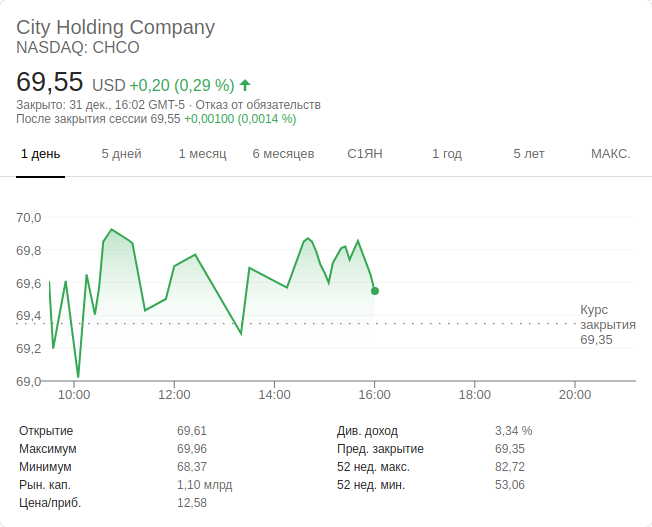 City Holding Company
NASDAQ: CHCO
69,55 USD +0,20 (0,29 %)
Закрыто: 31 дек., 16:02 GMT-5 · Отказ от обязательств
После закрытия сессии 69,55 +0,00100 (0,0014 %)
1 день 5 дней 1 месяц 6 месяцев С1ЯН 1 год 5 лет МАКС.
70,0
69,8
69,6
69,4
69,2
69,0
Курс
закрытия
69,35
10:00 12:00 14:00 16:00 18:00 20:00
Открытие 69,61 Див. доход 3,34 %
Максимум 69,96 Пред. закрытие 69,35
Минимум 68,37 52 нед. макс. 82,72
Рын. кап. 1,10 млрд 52 нед. мин. 53,06
Цена/приб. 12,58